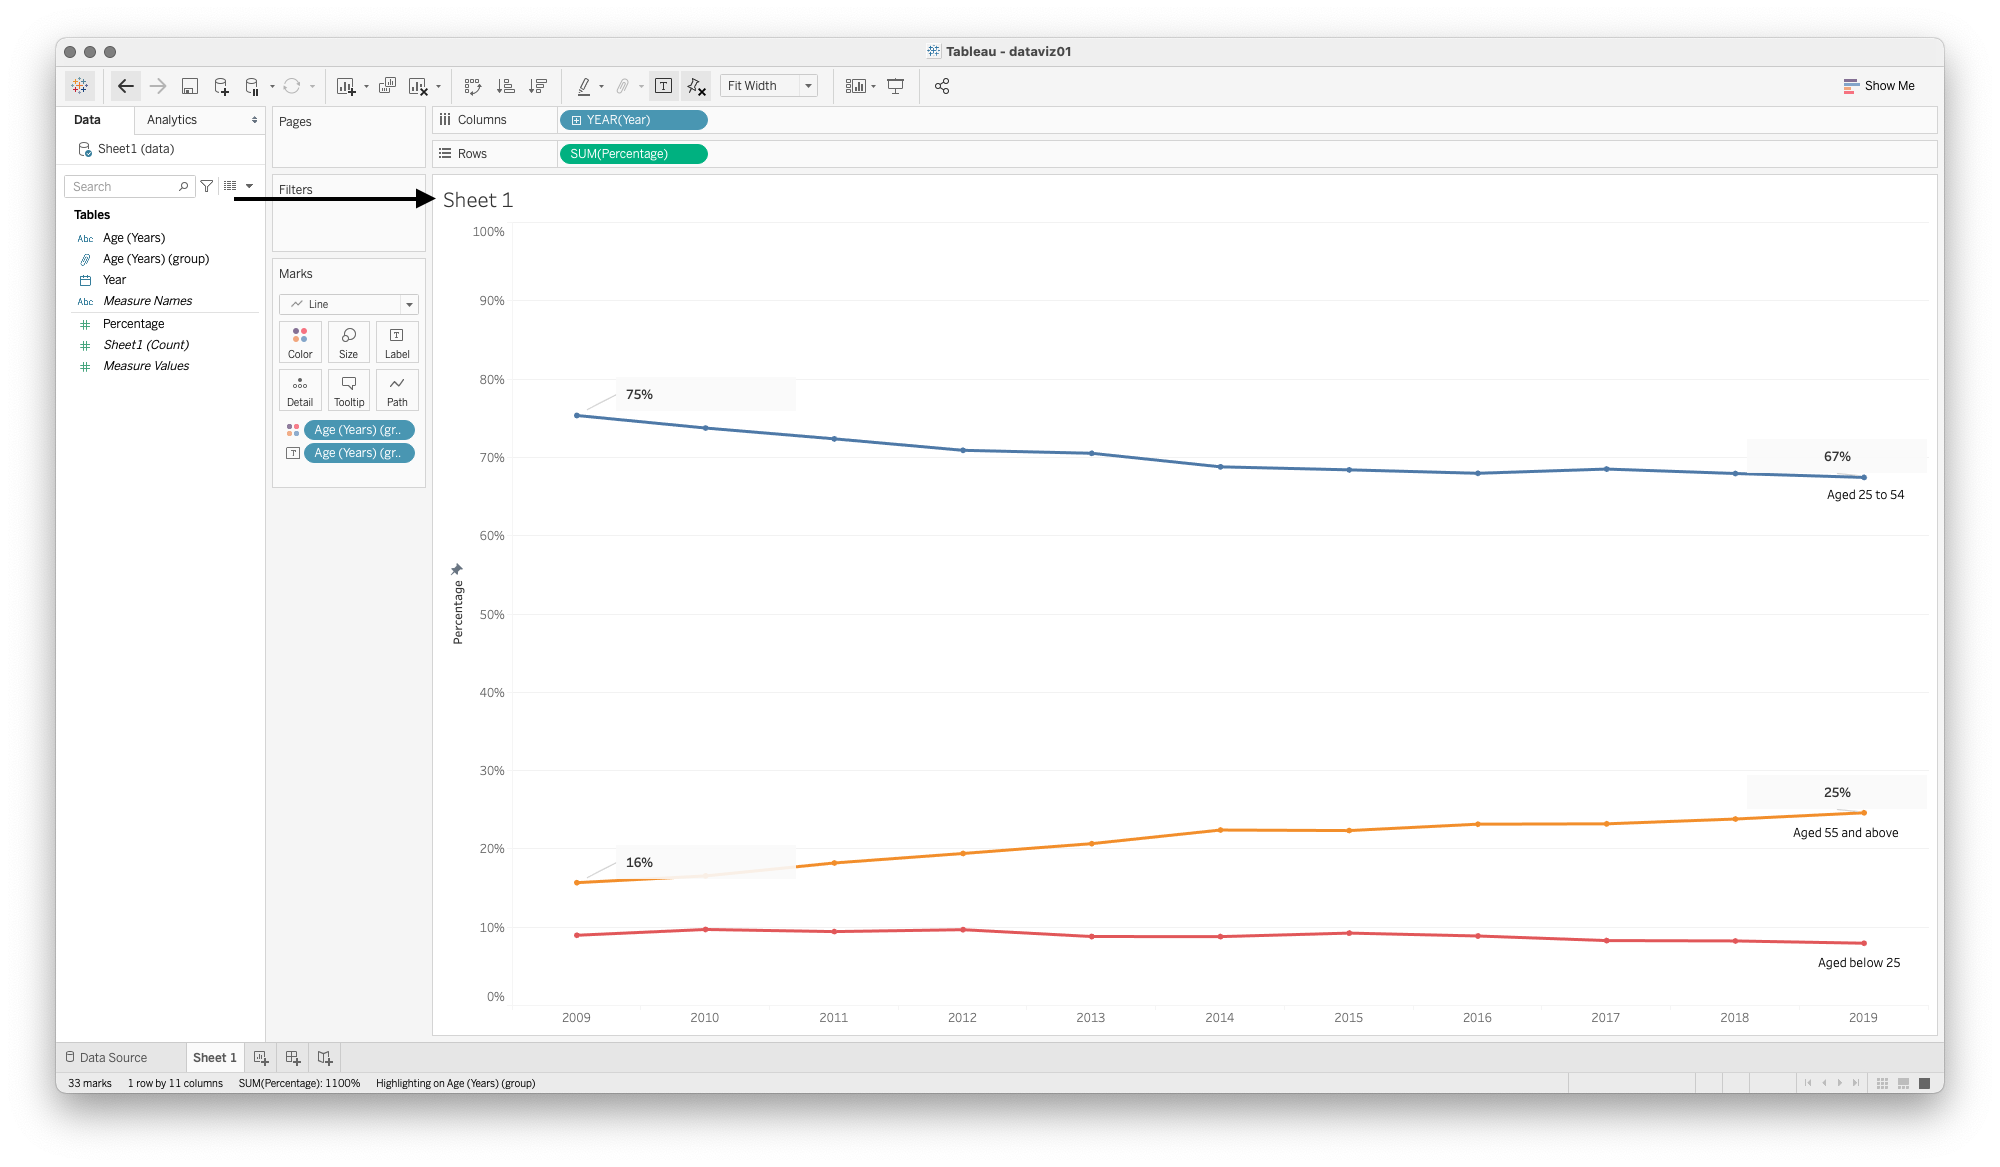 Tableau - dataviz01
Fit Width
Show Me
Data
Analytics
Sheet1 (data)
Search
Tables
Abc Age (Years)
Age (Years) (group)
Year
Abc Measure Names
Percentage
Sheet1 (Count)
Measure Values
Pages
Filters
Marks
Line
Color
Size
Label
Detail
Tooltip
Path
Age (Years) (gr..
Age (Years) (gr..
Columns
YEAR(Year)
Rows
SUM(Percentage)
Sheet 1
Percentage
100%
90%
80%
70%
60%
50%
40%
30%
20%
10%
0%
75%
67%
Aged 25 to 54
25%
Aged 55 and above
16%
Aged below 25
2009 2010 2011 2012 2013 2014 2015 2016 2017 2018 2019
Data Source
Sheet 1
33 marks 1 row by 11 columns SUM(Percentage): 1100% Highlighting on Age (Years) (group)